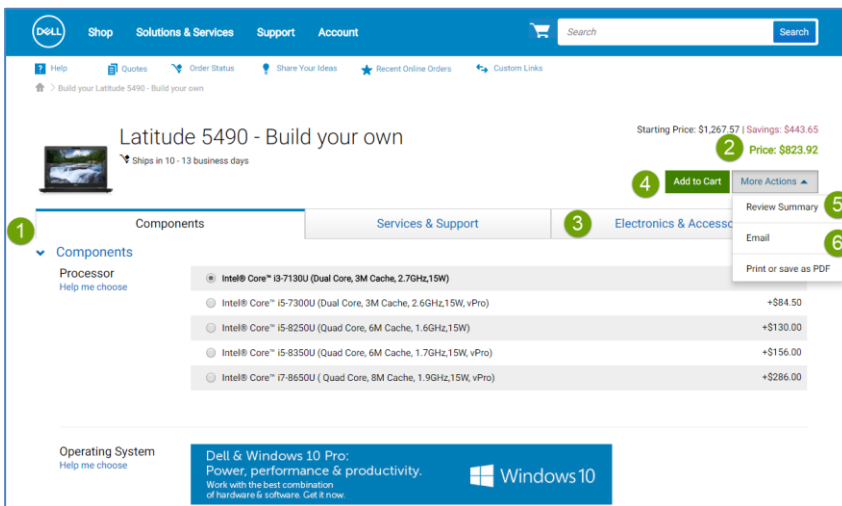 DELL Shop Solutions & Services Support Account Search Search
? Help Quotes Order Status Share Your Ideas Recent Online Orders Custom Links
> Build your Latitude 5490 - Build your own
Latitude 5490 - Build your own
Ships in 10 - 13 business days
Starting Price: $1,267.57 | Savings: $443.65
2 Price: $823.92
4 Add to Cart More Actions
Review Summary 5
Email 6
Print or save as PDF
1 Components Services & Support 3 Electronics & Accesso
Components
Processor
Help me choose
Intel® Core™ i3-7130U (Dual Core, 3M Cache, 2.7GHz,15W)
Intel® Core™ i5-7300U (Dual Core, 3M Cache, 2.6GHz,15W, vPro) +$84.50
Intel® Core™ i5-8250U (Quad Core, 6M Cache, 1.6GHz,15W) +$130.00
Intel® Core™ i5-8350U (Quad Core, 6M Cache, 1.7GHz,15W, vPro) +$156.00
Intel® Core™ i7-8650U ( Quad Core, 8M Cache, 1.9GHz,15W, vPro) +$286.00
Operating System
Help me choose
Dell & Windows 10 Pro:
Power, performance & productivity.
Work with the best combination
of hardware & software. Get it now.
Windows 10